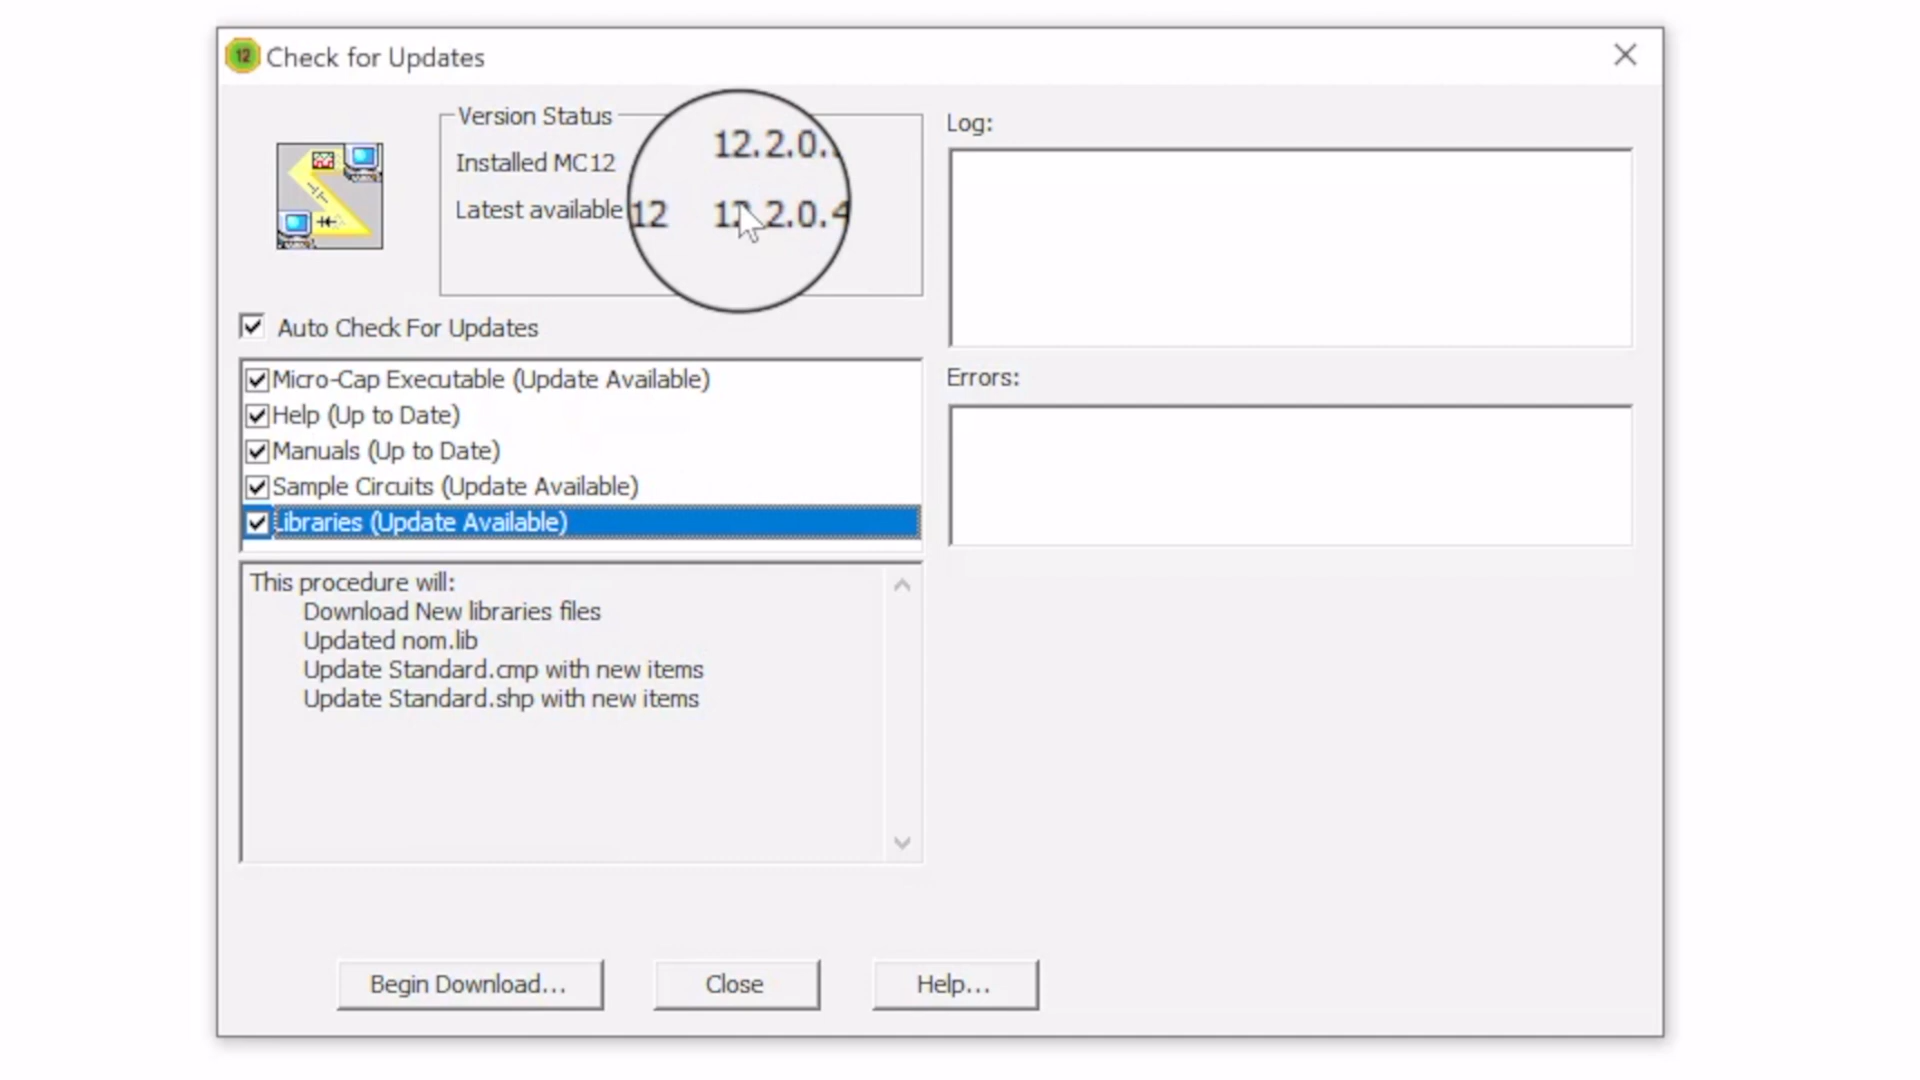 12 Check for Updates
Version Status
Installed MC12 12.2.0.
Latest available 12 12.2.0.4
Log:
Auto Check For Updates
Micro-Cap Executable (Update Available)
Help (Up to Date)
Manuals (Up to Date)
Sample Circuits (Update Available)
Libraries (Update Available)
Errors:
This procedure will:
Download New libraries files
Updated nom.lib
Update Standard.cmp with new items
Update Standard.shp with new items
Begin Download...
Close
Help...